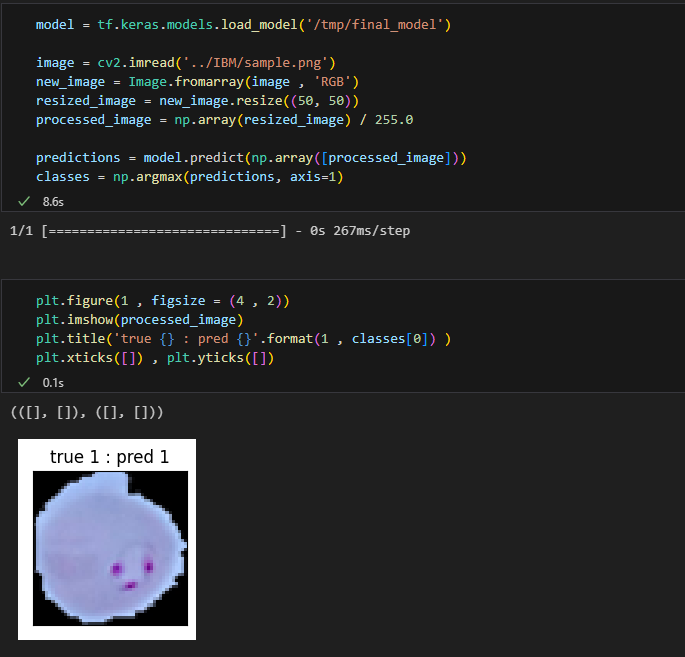 model = tf.keras.models.load_model('/tmp/final_model')
image = cv2.imread('../IBM/sample.png')
new_image = Image.fromarray(image , 'RGB')
resized_image = new_image.resize((50, 50))
processed_image = np.array(resized_image) / 255.0
predictions = model.predict(np.array([processed_image]))
classes = np.argmax(predictions, axis=1)
8.6s
1/1 [==============================] - 0s 267ms/step
plt.figure(1 , figsize = (4 , 2))
plt.imshow(processed_image)
plt.title('true {} : pred {}'.format(1 , classes[0]) )
plt.xticks([]) , plt.yticks([])
0.1s
(([], []), ([], []))
true 1 : pred 1